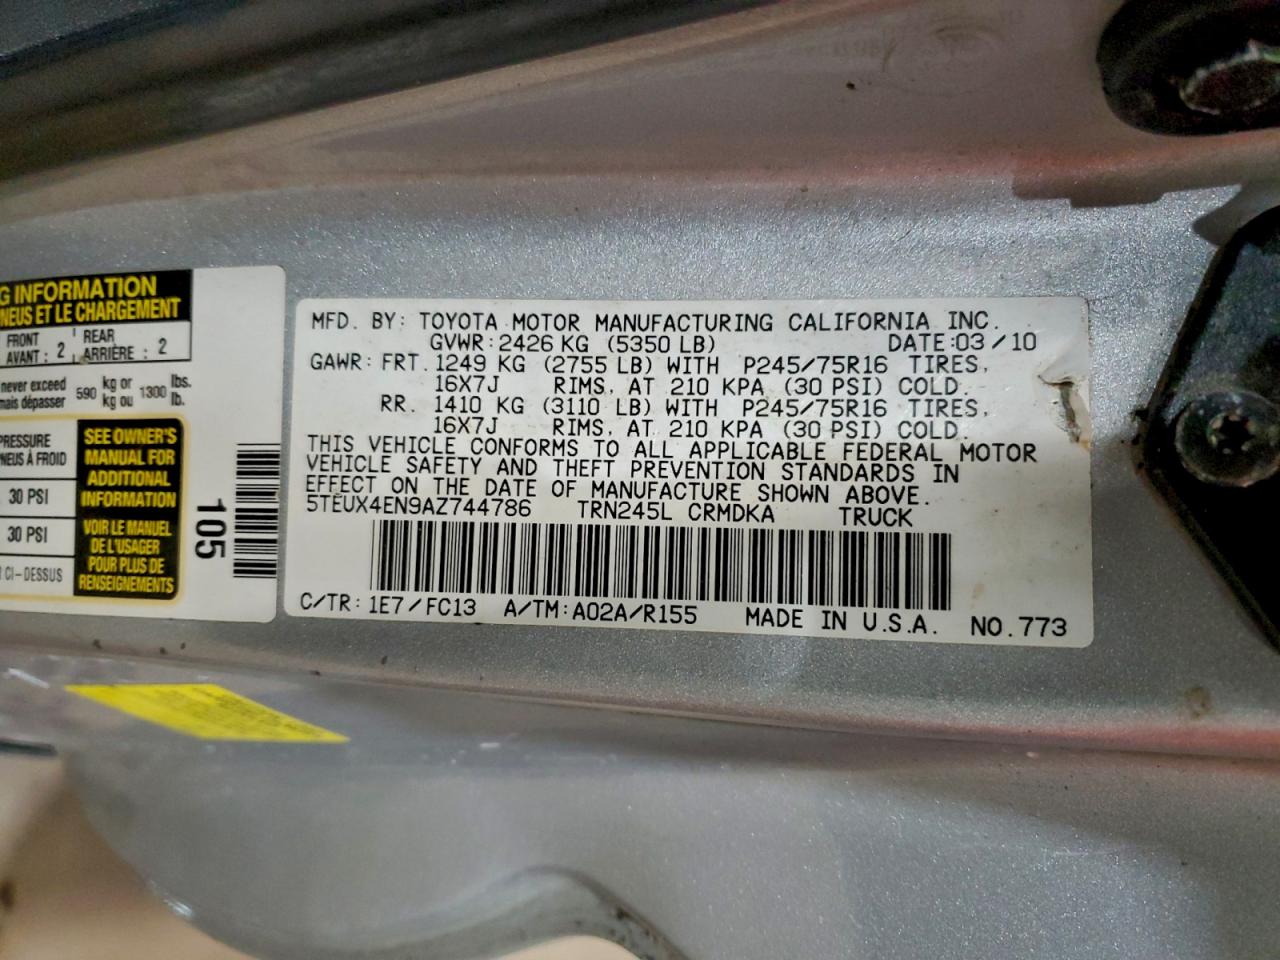 G INFORMATION
NEUS ET LE CHARGEMENT
FRONT
AVANT : 2
REAR
ARRIÈRE : 2
never exceed
mais dépasser
590 kg or
kg ou
1300 lbs.
lb.
PRESSURE
NEUS À FROID
30 PSI
30 PSI
CI-DESSUS
SEE OWNER'S
MANUAL FOR
ADDITIONAL
INFORMATION
VOIR LE MANUEL
DE L'USAGER
POUR PLUS DE
RENSEIGNEMENTS
105
MFD. BY: TOYOTA MOTOR MANUFACTURING CALIFORNIA INC.
GVWR: 2426 KG (5350 LB) DATE: 03/10
GAWR: FRT. 1249 KG (2755 LB) WITH P245/75R16 TIRES,
16X7J RIMS, AT 210 KPA (30 PSI) COLD.
RR. 1410 KG (3110 LB) WITH P245/75R16 TIRES,
16X7J RIMS, AT 210 KPA (30 PSI) COLD.
THIS VEHICLE CONFORMS TO ALL APPLICABLE FEDERAL MOTOR
VEHICLE SAFETY AND THEFT PREVENTION STANDARDS IN
EFFECT ON THE DATE OF MANUFACTURE SHOWN ABOVE.
5TEUX4EN9AZ744786 TRN245L CRMDKA TRUCK
C/TR: 1E7/FC13 A/TM: A02A/R155 MADE IN U.S.A. NO. 773